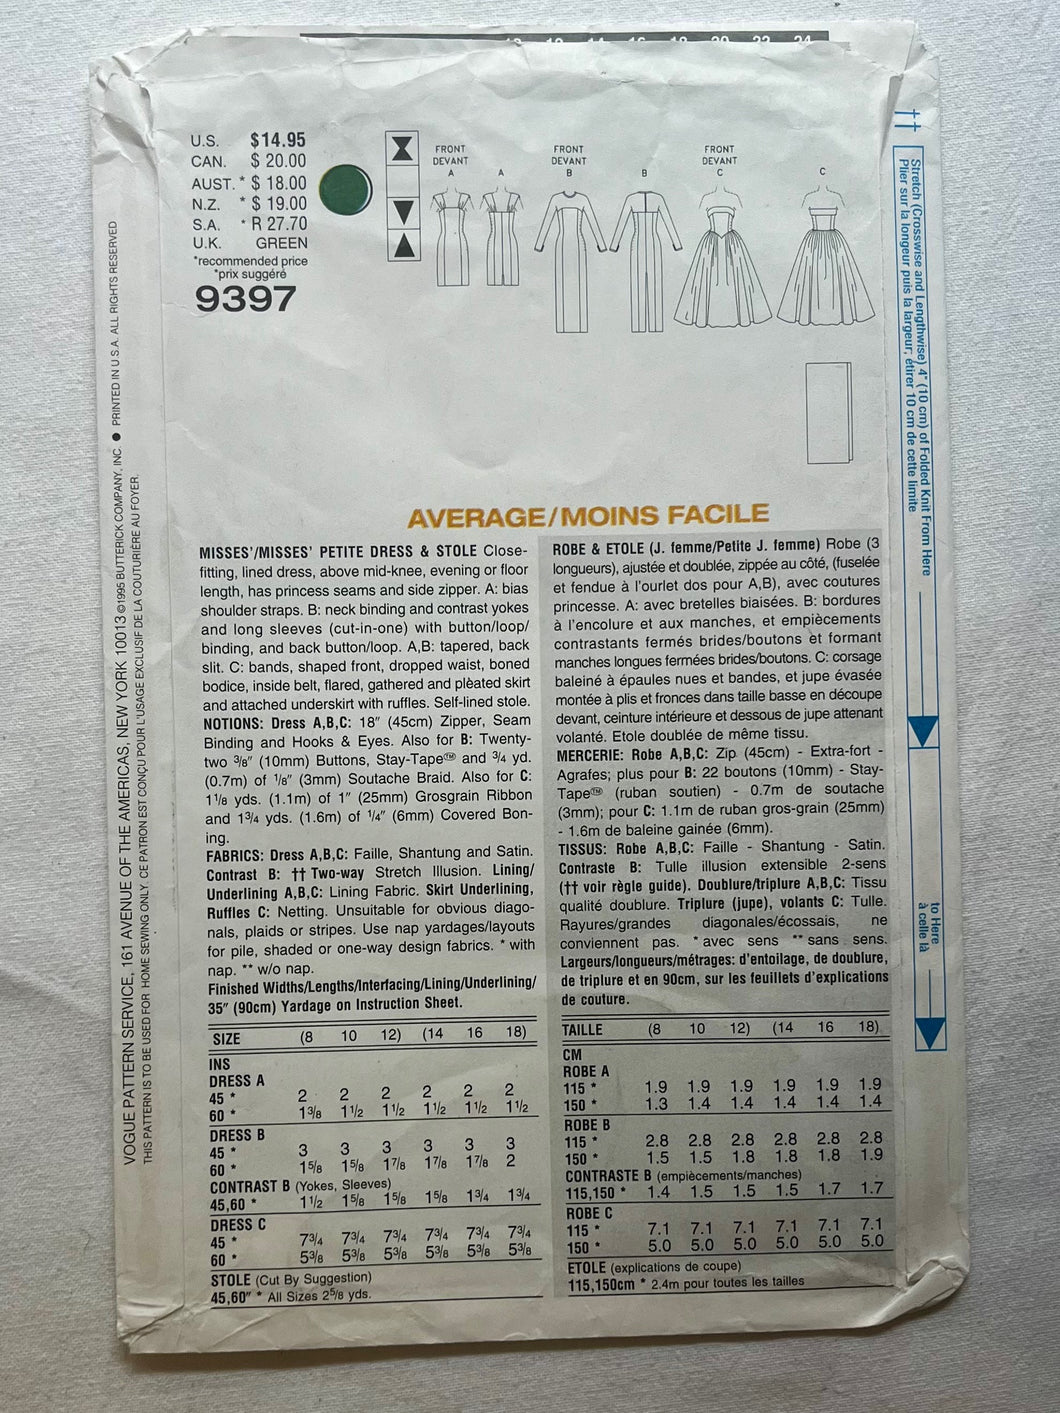 U.S. $14.95
CAN. $ 20.00
AUST. * $ 18.00
N.Z. * $ 19.00
S.A. * R 27.70
U.K. GREEN
*recommended price
*prix suggéré
9397
FRONT
DEVANT
A
A
FRONT
DEVANT
B
B
FRONT
DEVANT
C
C
AVERAGE/MOINS FACILE
MISSES'/MISSES' PETITE DRESS & STOLE Close-
fitting, lined dress, above mid-knee, evening or floor
length, has princess seams and side zipper. A: bias
shoulder straps. B: neck binding and contrast yokes
and long sleeves (cut-in-one) with button/loop/
binding, and back button/loop. A,B: tapered, back
slit. C: bands, shaped front, dropped waist, boned
bodice, inside belt, flared, gathered and plèated skirt
and attached underskirt with ruffles. Self-lined stole.
NOTIONS: Dress A,B,C: 18" (45cm) Zipper, Seam
Binding and Hooks & Eyes. Also for B: Twenty-
two 3/8" (10mm) Buttons, Stay-Tape™ and 3/4 yd.
(0.7m) of 1/8" (3mm) Soutache Braid. Also for C:
1 1/8 yds. (1.1m) of 1" (25mm) Grosgrain Ribbon
and 1 3/4 yds. (1.6m) of 1/4" (6mm) Covered Bon-
ing.
FABRICS: Dress A,B,C: Faille, Shantung and Satin.
Contrast B: †† Two-way Stretch Illusion. Lining/
Underlining A,B,C: Lining Fabric. Skirt Underlining,
Ruffles C: Netting. Unsuitable for obvious diago-
nals, plaids or stripes. Use nap yardages/layouts
for pile, shaded or one-way design fabrics. * with
nap. ** w/o nap.
Finished Widths/Lengths/Interfacing/Lining/Underlining/
35" (90cm) Yardage on Instruction Sheet.
SIZE (8 10 12) (14 16 18)
INS
DRESS A
45 * 2 2 2 2 2 2
60 * 1 3/8 1 1/2 1 1/2 1 1/2 1 1/2 1 1/2
DRESS B
45 * 3 3 3 3 3 3
60 * 1 5/8 1 5/8 1 7/8 1 7/8 1 7/8 2
CONTRAST B (Yokes, Sleeves)
45,60 * 1 1/2 1 5/8 1 5/8 1 5/8 1 3/4 1 3/4
DRESS C
45 * 7 3/4 7 3/4 7 3/4 7 3/4 7 3/4 7 3/4
60 * 5 3/8 5 3/8 5 3/8 5 3/8 5 3/8 5 3/8
STOLE (Cut By Suggestion)
45,60" * All Sizes 2 5/8 yds.
ROBE & ETOLE (J. femme/Petite J. femme) Robe (3
longueurs), ajustée et doublée, zippée au côté, (fuselée
et fendue à l'ourlet dos pour A,B), avec coutures
princesse. A: avec bretelles biaisées. B: bordures
à l'encolure et aux manches, et empiècements
contrastants fermés brides/boutons et formant
manches longues fermées brides/boutons. C: corsage
baleiné à épaules nues et bandes, et jupe évasée
montée à plis et fronces dans taille basse en découpe
devant, ceinture intérieure et dessous de jupe attenant
volanté. Etole doublée de même tissu.
MERCERIE: Robe A,B,C: Zip (45cm) - Extra-fort -
Agrafes; plus pour B: 22 boutons (10mm) - Stay-
Tape™ (ruban soutien) - 0.7m de soutache
(3mm); pour C: 1.1m de ruban gros-grain (25mm)
- 1.6m de baleine gainée (6mm).
TISSUS: Robe A,B,C: Faille - Shantung - Satin.
Contraste B: Tulle illusion extensible 2-sens
(†† voir règle guide). Doublure/triplure A,B,C: Tissu
qualité doublure. Triplure (jupe), volants C: Tulle.
Rayures/grandes diagonales/écossais, ne
conviennent pas. * avec sens ** sans sens.
Largeurs/longueurs/métrages: d'entoilage, de doublure,
de triplure et en 90cm, sur les feuillets d'explications
de couture.
TAILLE (8 10 12) (14 16 18)
CM
ROBE A
115 * 1.9 1.9 1.9 1.9 1.9 1.9
150 * 1.3 1.4 1.4 1.4 1.4 1.4
ROBE B
115 * 2.8 2.8 2.8 2.8 2.8 2.8
150 * 1.5 1.5 1.8 1.8 1.8 1.9
CONTRASTE B (empiècements/manches)
115,150 * 1.4 1.5 1.5 1.5 1.7 1.7
ROBE C
115 * 7.1 7.1 7.1 7.1 7.1 7.1
150 * 5.0 5.0 5.0 5.0 5.0 5.0
ETOLE (explications de coupe)
115,150cm * 2.4m pour toutes les tailles
VOGUE PATTERN SERVICE, 161 AVENUE OF THE AMERICAS, NEW YORK 10013 ©1995 BUTTERICK COMPANY, INC. ● PRINTED IN U.S.A. ALL RIGHTS RESERVED
THIS PATTERN IS TO BE USED FOR HOME SEWING ONLY. CE PATRON EST CONÇU POUR L'USAGE EXCLUSIF DE LA COUTURIÈRE AU FOYER.
††
Stretch (Crosswise and Lengthwise) 4" (10 cm) of Folded Knit From Here
Plier sur la longeur puis la largeur; étirer 10 cm de cette limite
to Here
à celle là